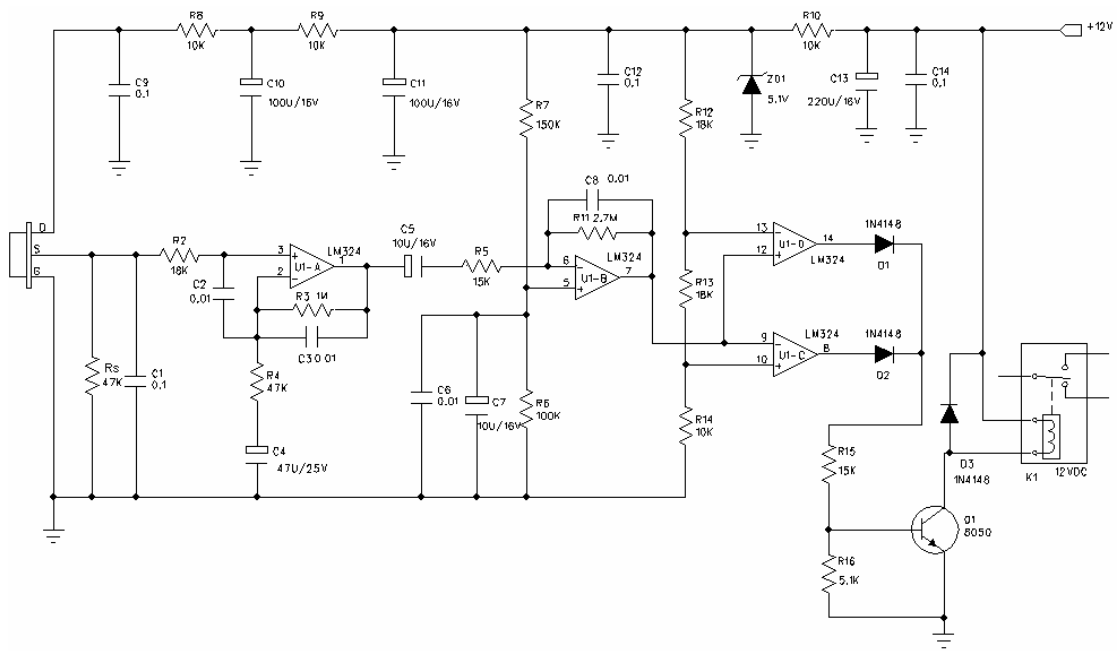 R8
10K
R9
10K
R10
10K
+12V
C9
0.1
C10
100U/16V
C11
100U/16V
C12
0.1
ZD1
5.1V
C13
220U/16V
C14
0.1
R7
150K
R12
18K
D
S
G
R2
18K
C2
0.01
3
+
2
-
U1-A
LM324
1
R3 1M
C3 0.01
C5
10U/16V
R5
15K
C8 0.01
R11 2.7M
LM324
6
-
5
+
U1-B
7
13
-
12
+
U1-D
14
LM324
1N4148
D1
R13
18K
LM324
9
-
10
+
U1-C
8
1N4148
D2
Rs
47K
C1
0.1
R4
47K
C4
47U/25V
C6
0.01
C7
10U/16V
R6
100K
R14
10K
R15
15K
D3
1N4148
K1
12VDC
Q1
8050
R16
5.1K